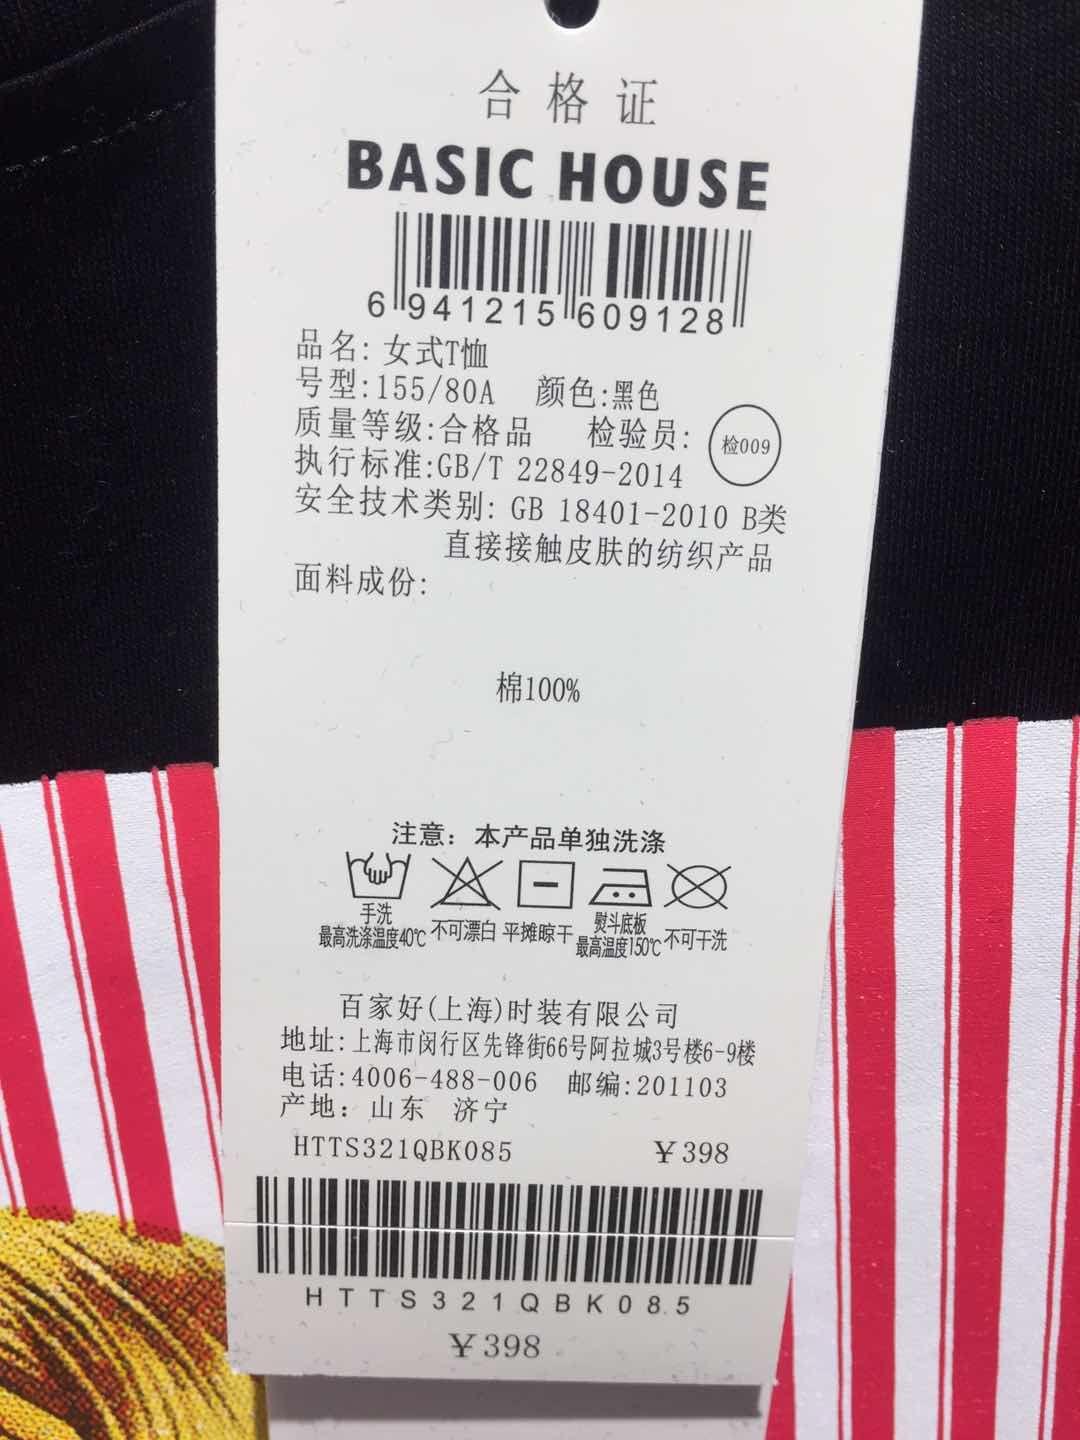 合格证
BASIC HOUSE
6 941215 609128
品名: 女式T恤
号型:155/80A 颜色:黑色
质量等级:合格品 检验员: 检009
执行标准:GB/T 22849-2014
安全技术类别: GB 18401-2010 B类
直接接触皮肤的纺织产品
面料成份:
棉100%
注意: 本产品单独洗涤
手洗 最高洗涤温度40℃ 不可漂白 平摊晾干 熨斗底板 最高温度150℃ 不可干洗
百家好(上海)时装有限公司
地址:上海市闵行区先锋街66号阿拉城3号楼6-9楼
电话:4006-488-006 邮编:201103
产地: 山东 济宁
HTTS321QBK085 ￥398
HTTS321QBK085
￥398